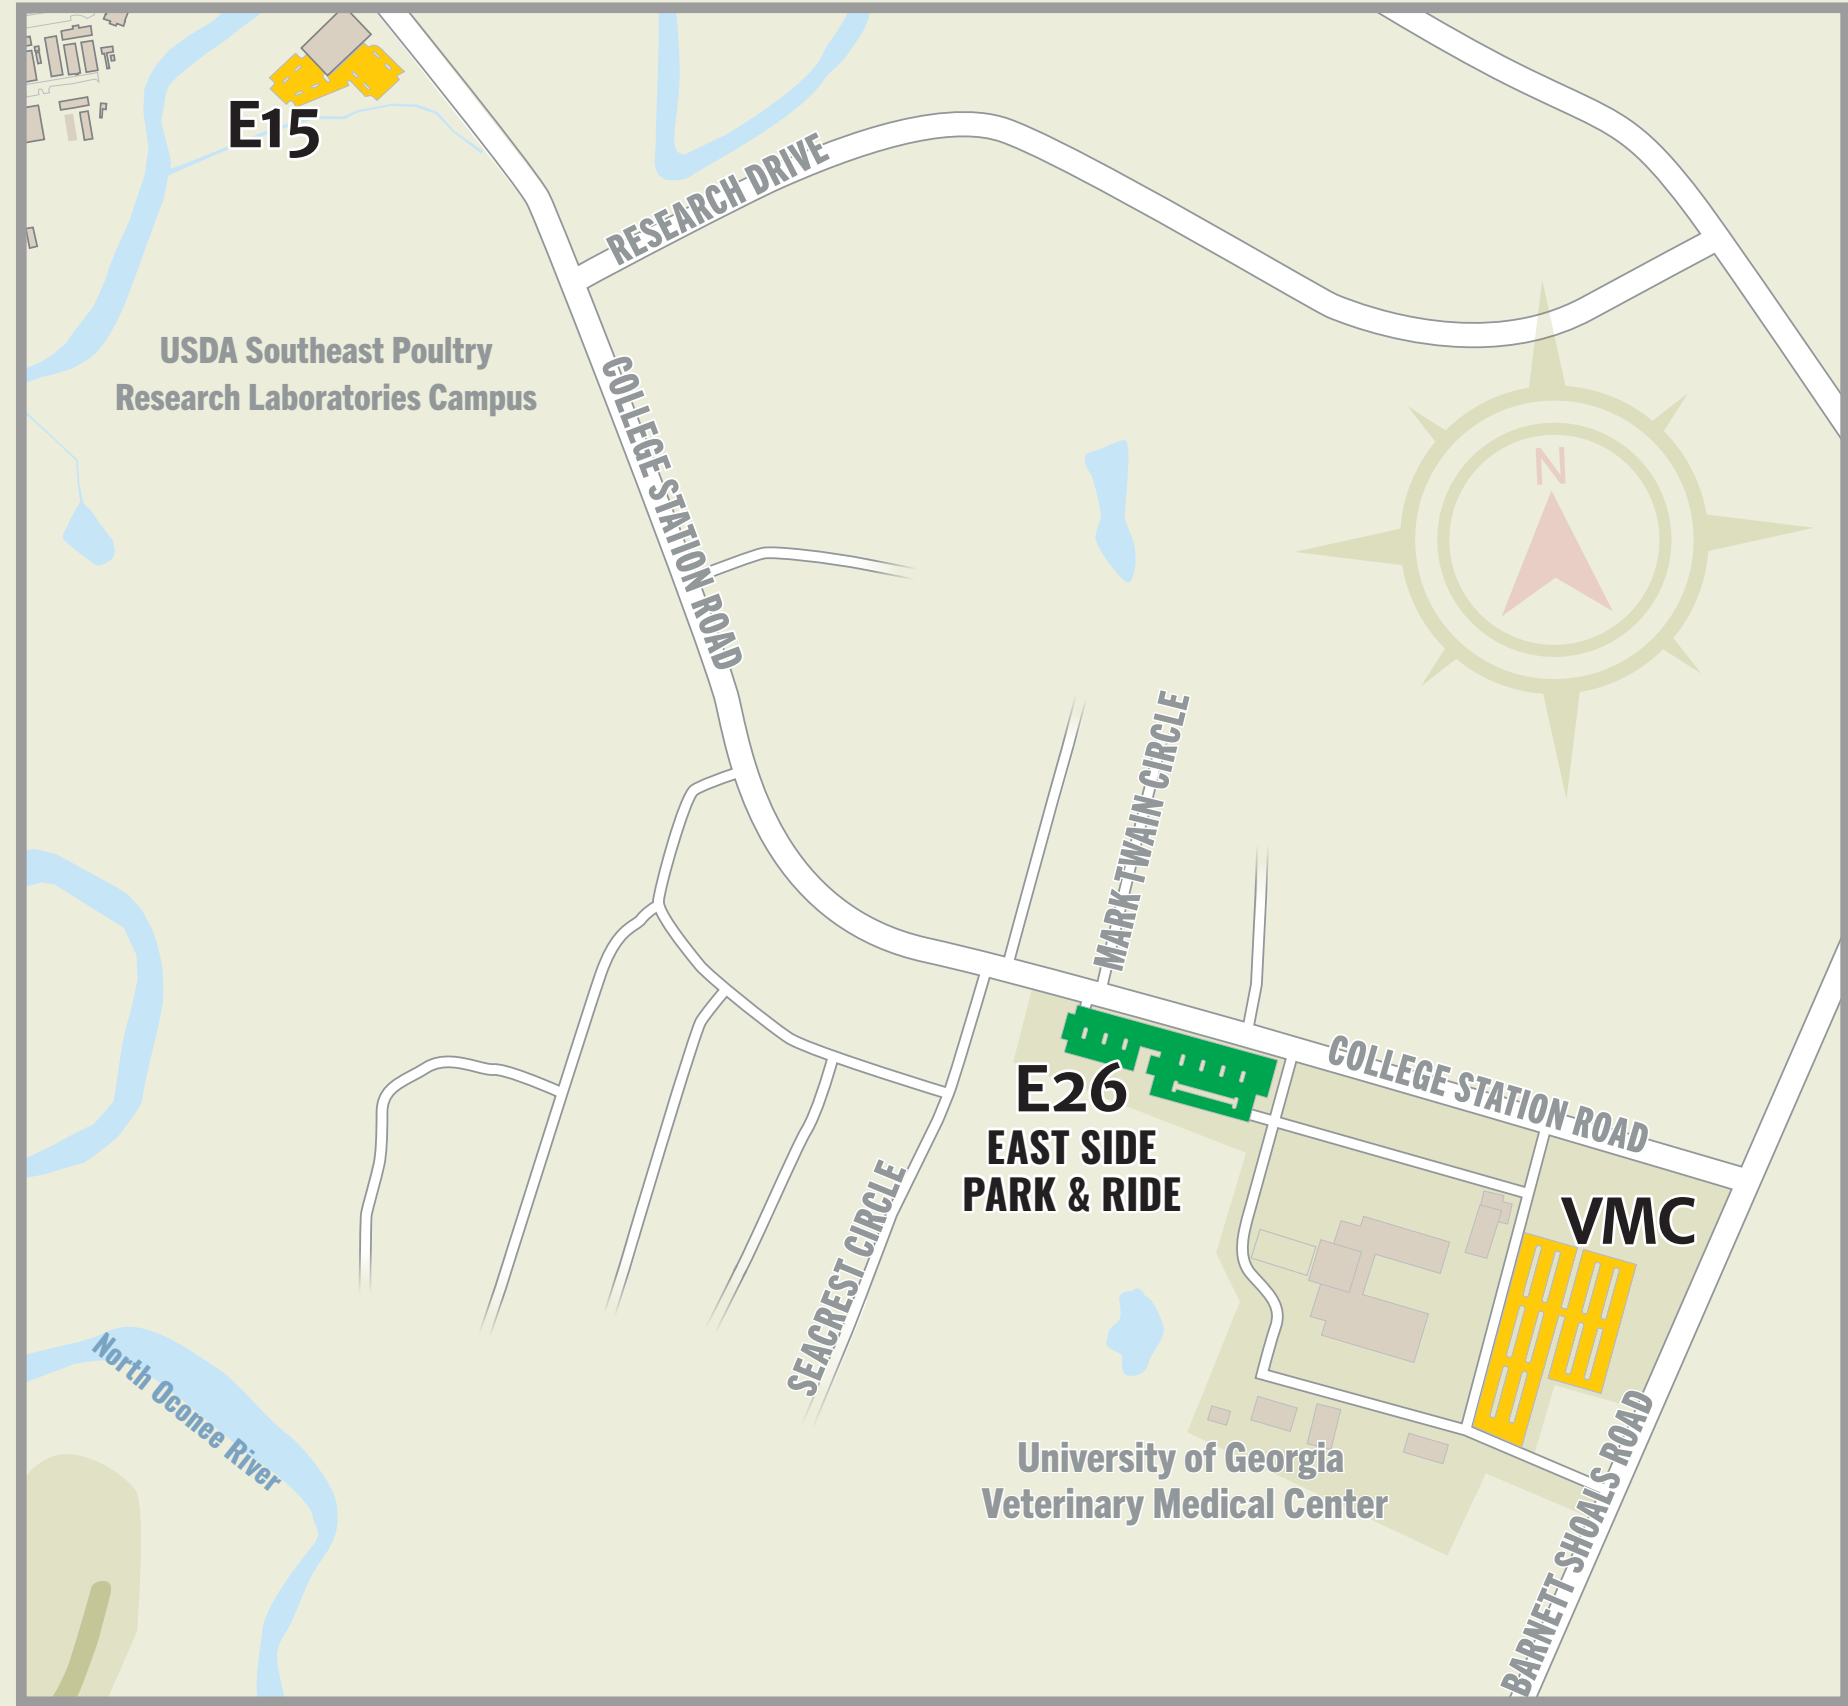 E15
RESEARCH DRIVE
USDA Southeast Poultry
Research Laboratories Campus
COLLEGE STATION ROAD
N
MARK TWAIN CIRCLE
COLLEGE STATION ROAD
E26
EAST SIDE
PARK & RIDE
VMC
SEACREST CIRCLE
North Oconee River
University of Georgia
Veterinary Medical Center
BARNETT SHOALS ROAD